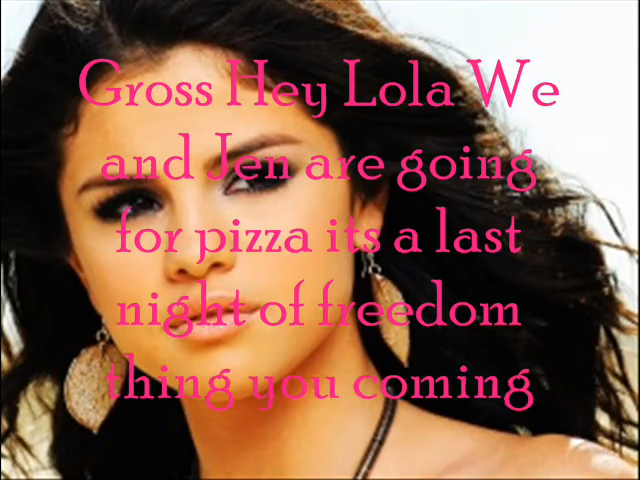 Gross Hey Lola We
and Jen are going
for pizza its a last
night of freedom
thing you coming